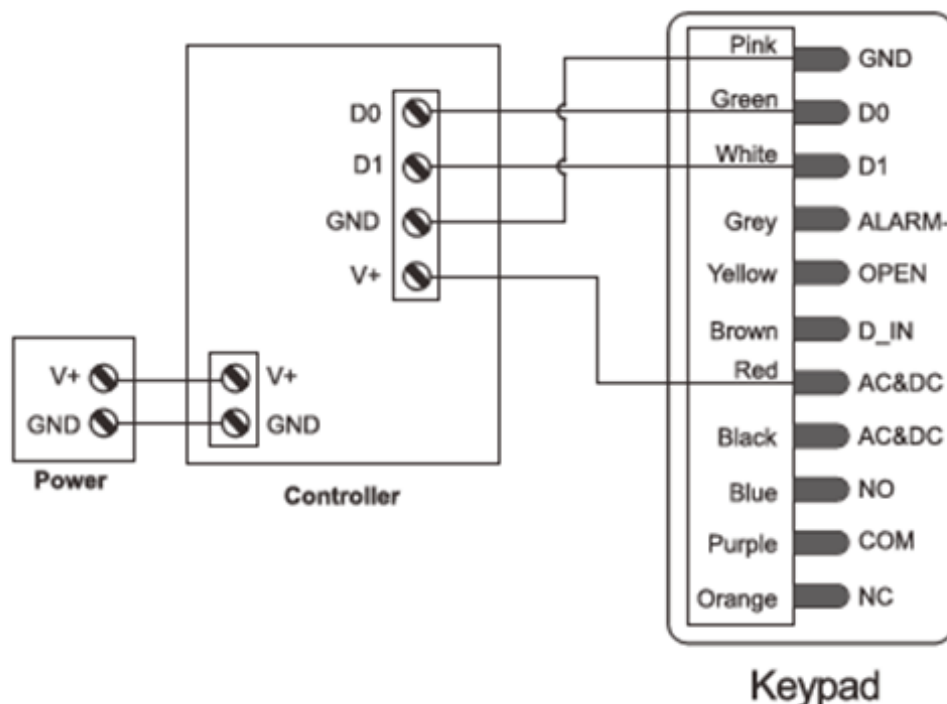 Pink GND
Green D0
White D1
Grey ALARM-
Yellow OPEN
Brown D_IN
Red AC&DC
Black AC&DC
Blue NO
Purple COM
Orange NC
Keypad
D0
D1
GND
V+
V+
GND
Controller
V+
GND
Power